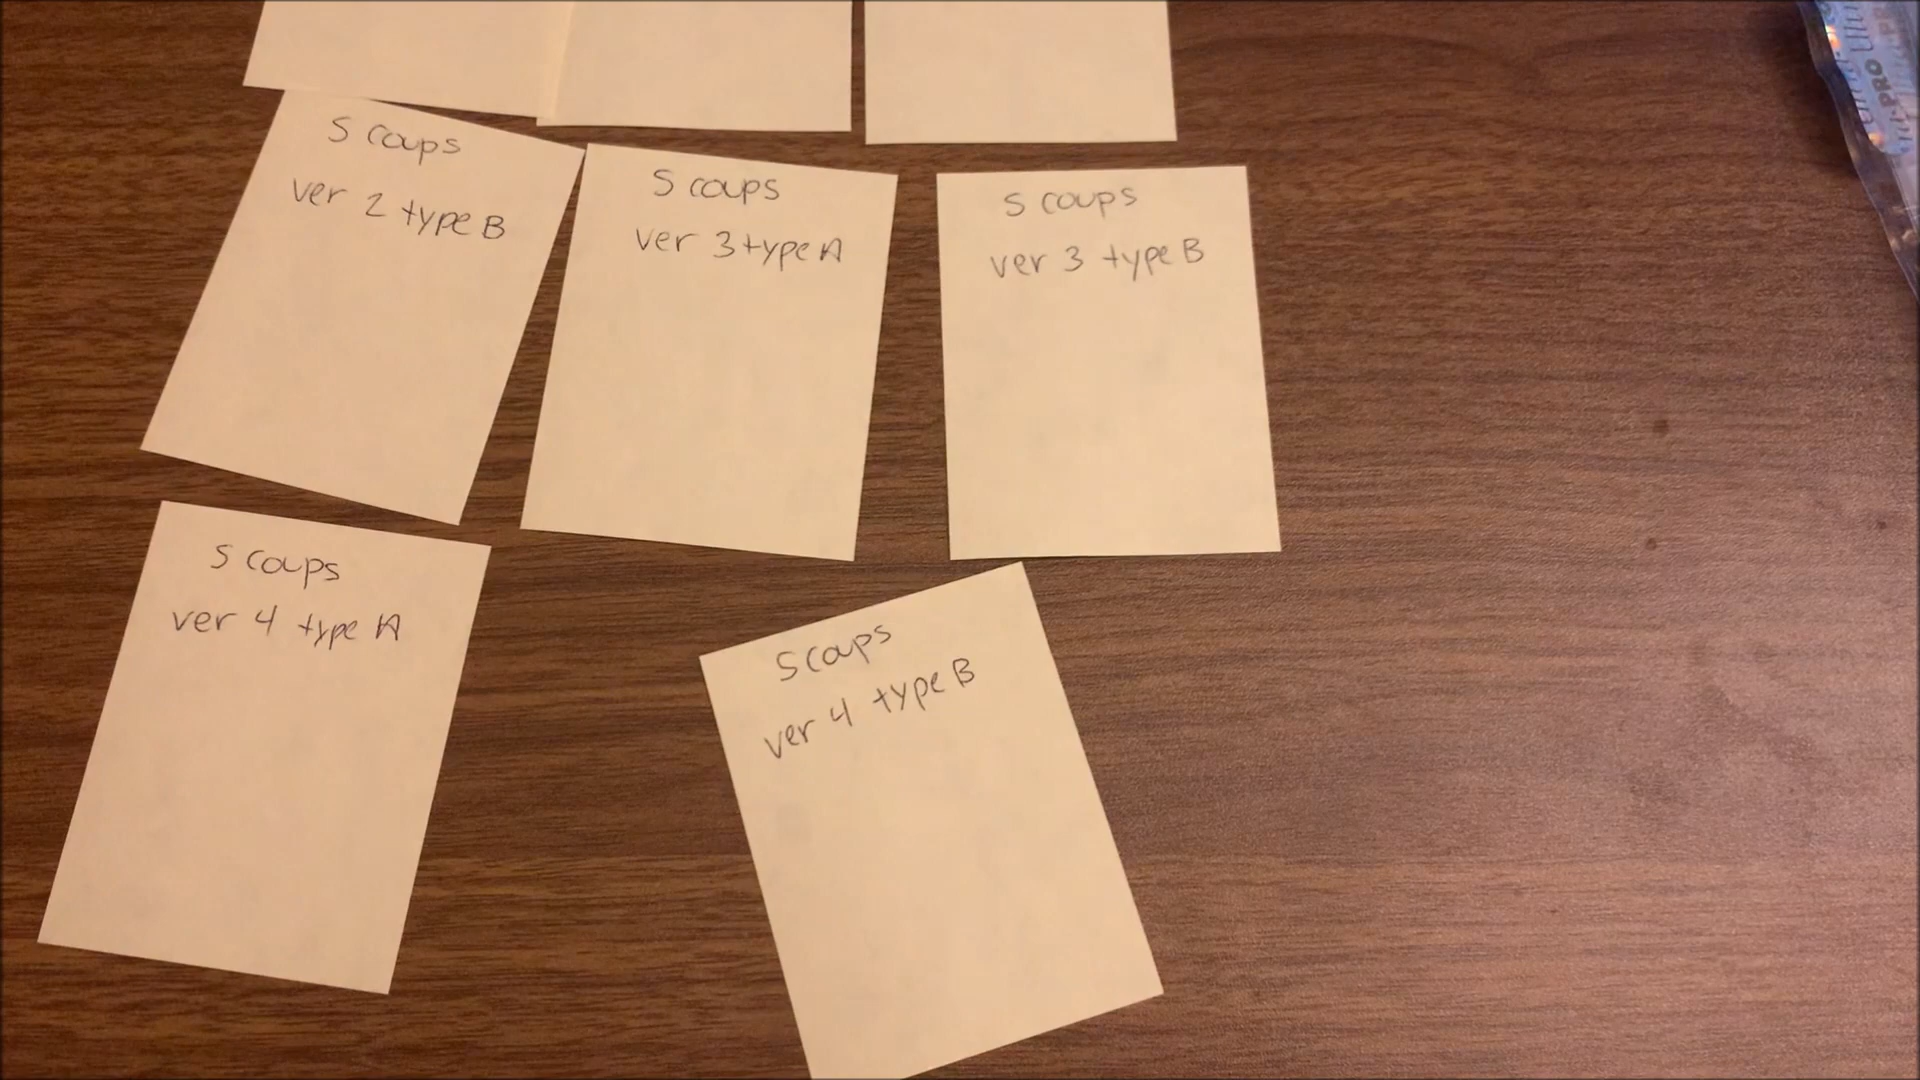 S coups
ver 2 type B
S coups
ver 3 type A
S coups
ver 3 type B
S coups
ver 4 type A
S coups
ver 4 type B
PRO